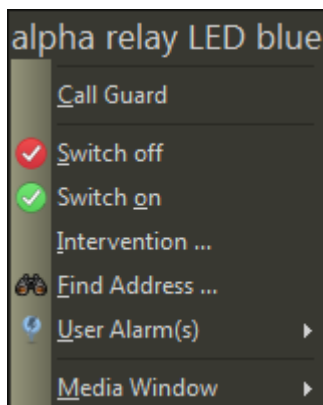 alpha relay LED blue
Call Guard
Switch off
Switch on
Intervention ...
Find Address ...
User Alarm(s)
Media Window